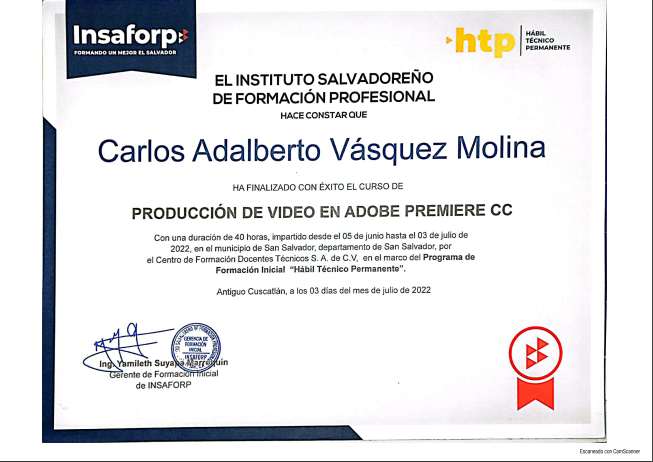 Insaforp
FORMANDO UN MEJOR EL SALVADOR
htp
HÁBIL
TÉCNICO
PERMANENTE
EL INSTITUTO SALVADOREÑO
DE FORMACIÓN PROFESIONAL
HACE CONSTAR QUE
Carlos Adalberto Vásquez Molina
HA FINALIZADO CON ÉXITO EL CURSO DE
PRODUCCIÓN DE VIDEO EN ADOBE PREMIERE CC
Con una duración de 40 horas, impartido desde el 05 de junio hasta el 03 de julio de
2022, en el municipio de San Salvador, departamento de San Salvador, por
el Centro de Formación Docentes Técnicos S. A. de C.V, en el marco del Programa de
Formación Inicial "Hábil Técnico Permanente".
Antiguo Cuscatlán, a los 03 días del mes de julio de 2022
GERENCIA DE
FORMACIÓN
INICIAL
INSAFORP
Ing. Yamileth Suyapa Marroquin
Gerente de Formación Inicial
de INSAFORP
Escaneado con CamScanner